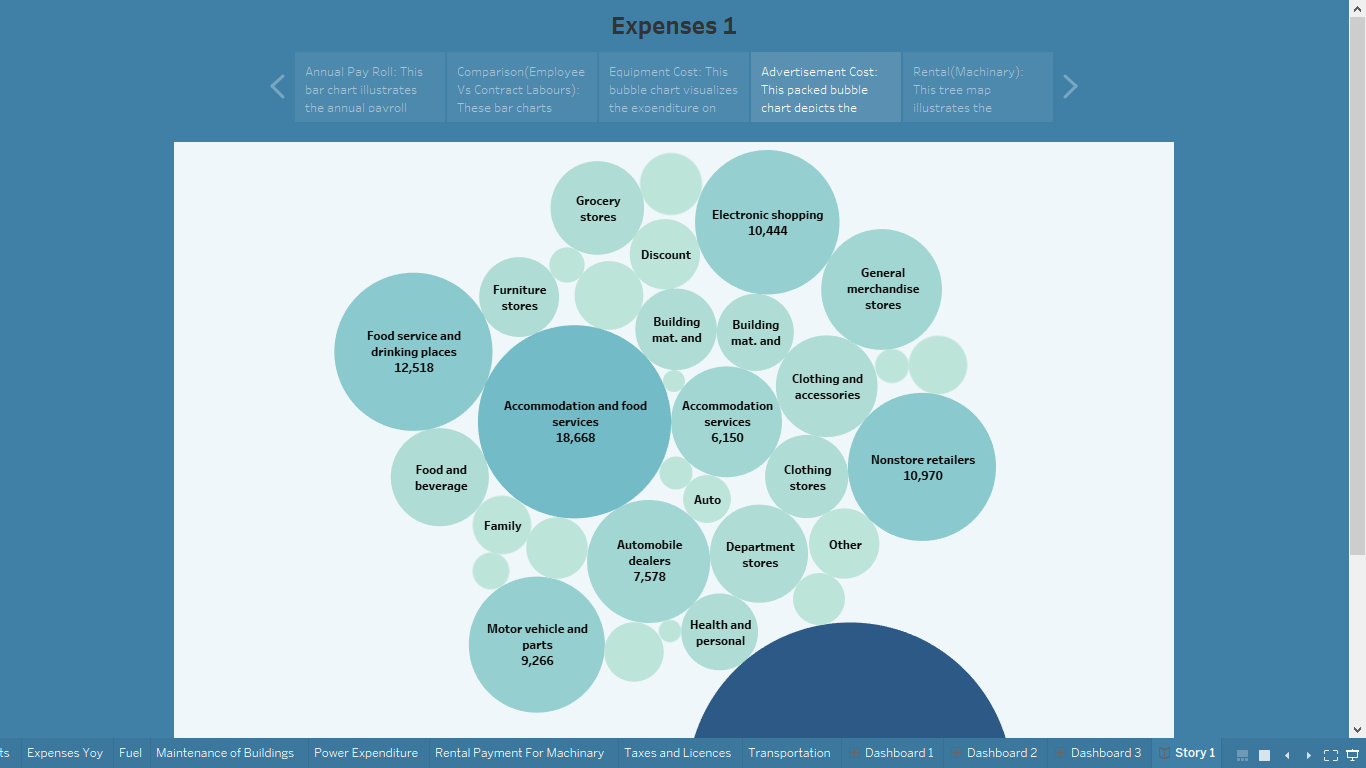 Expenses 1
Annual Pay Roll: This
bar chart illustrates
the annual payroll
Comparison(Employee
Vs Contract Labours):
These bar charts
Equipment Cost: This
bubble chart visualizes
the expenditure on
Advertisement Cost:
This packed bubble
chart depicts the
Rental(Machinary):
This tree map
illustrates the
Grocery
stores
Electronic shopping
10,444
Discount
General
merchandise
stores
Furniture
stores
Building
mat. and
Building
mat. and
Food service and
drinking places
12,518
Clothing and
accessories
Accommodation and food
services
18,668
Accommodation
services
6,150
Nonstore retailers
10,970
Food and
beverage
Clothing
stores
Auto
Family
Automobile
dealers
7,578
Department
stores
Other
Motor vehicle and
parts
9,266
Health and
personal
ts Expenses Yoy Fuel Maintenance of Buildings Power Expenditure Rental Payment For Machinary Taxes and Licences Transportation Dashboard 1 Dashboard 2 Dashboard 3 Story 1